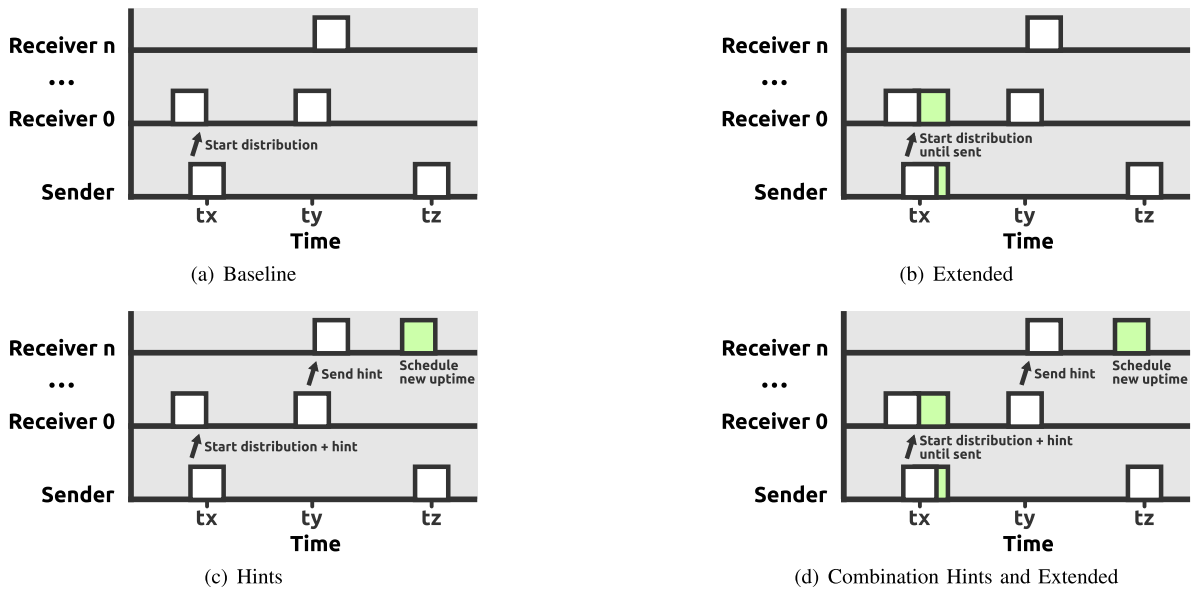 Receiver n
...
Receiver 0
Start distribution
Sender
tx ty tz
Time
(a) Baseline
Receiver n
...
Receiver 0
Start distribution
until sent
Sender
tx ty tz
Time
(b) Extended
Receiver n
Send hint
Schedule
new uptime
...
Receiver 0
Start distribution + hint
Sender
tx ty tz
Time
(c) Hints
Receiver n
Send hint
Schedule
new uptime
...
Receiver 0
Start distribution + hint
until sent
Sender
tx ty tz
Time
(d) Combination Hints and Extended